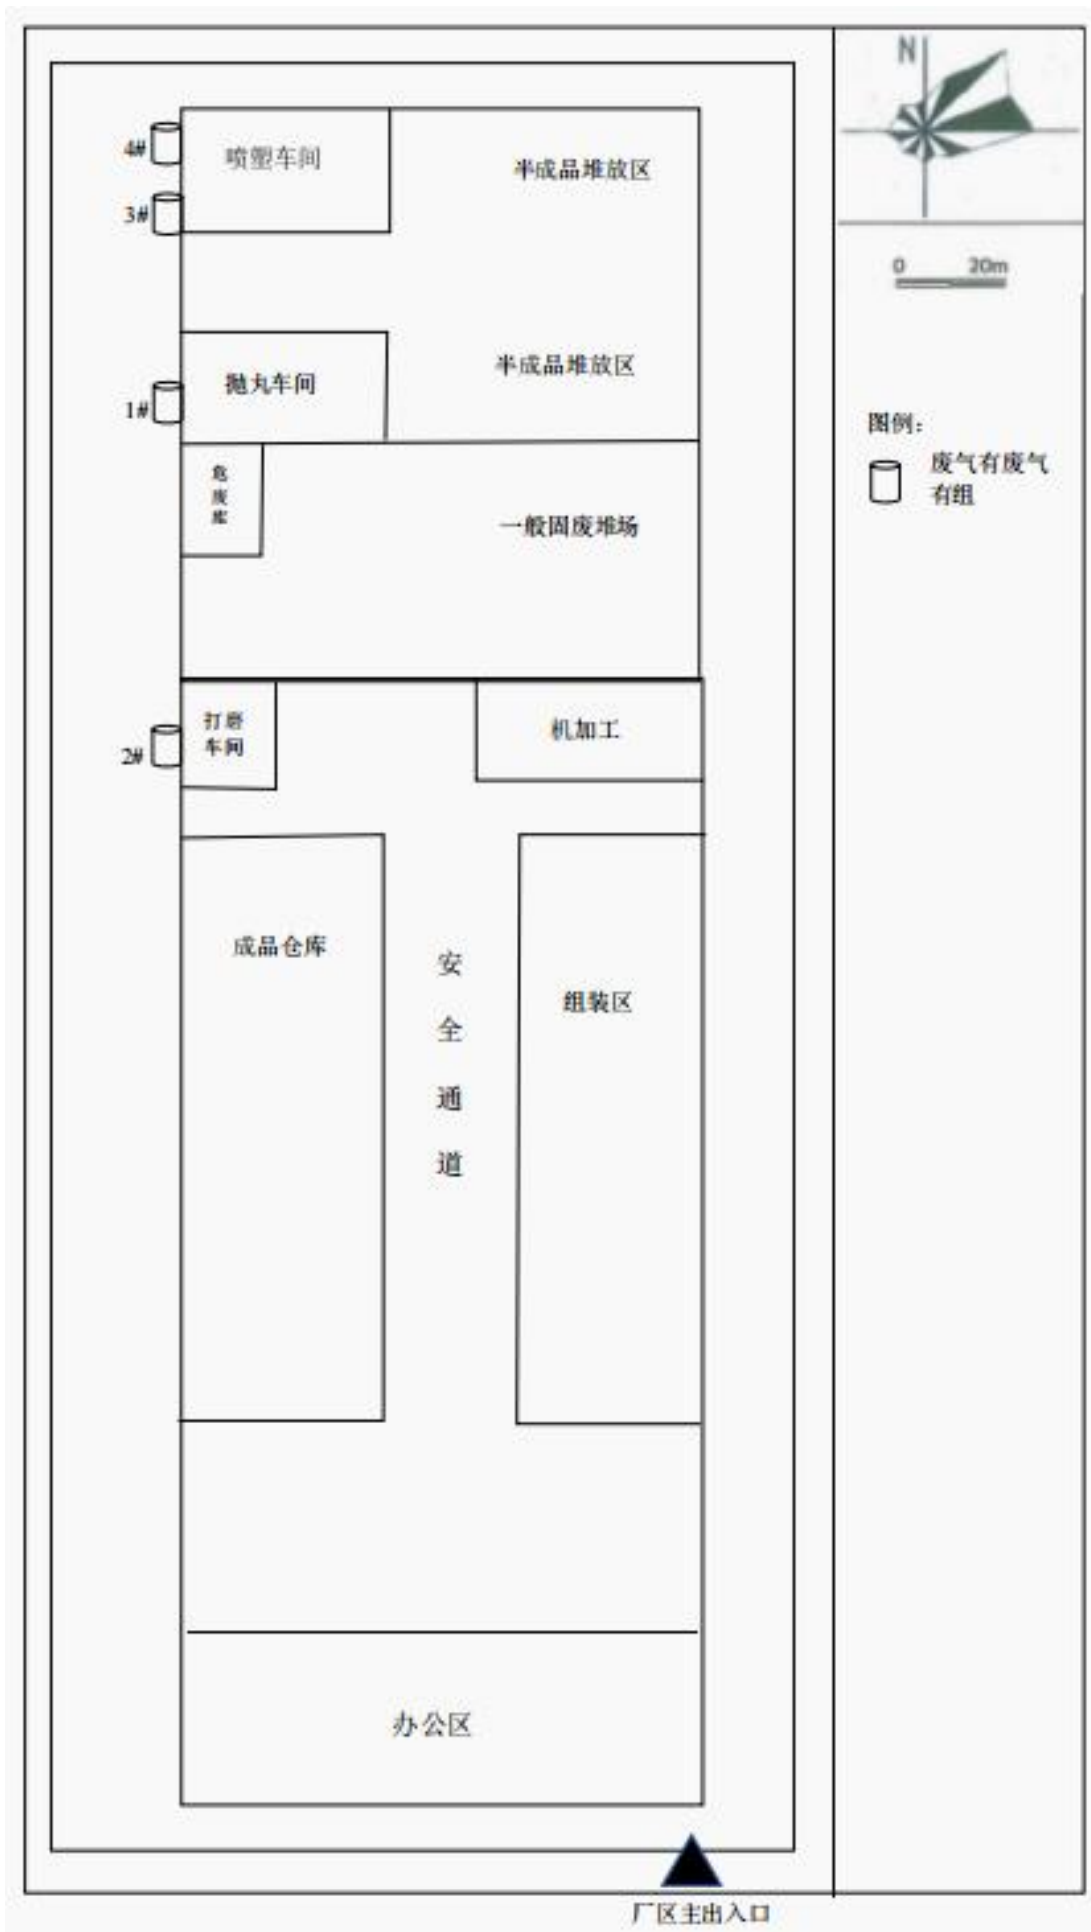 N
0 20m
4#
喷塑车间
半成品堆放区
3#
抛丸车间
半成品堆放区
1#
图例：
废气有废气
有组
危
废
库
一般固废堆场
打磨
车间
机加工
2#
成品仓库
安
全
通
道
组装区
办公区
厂区主出入口